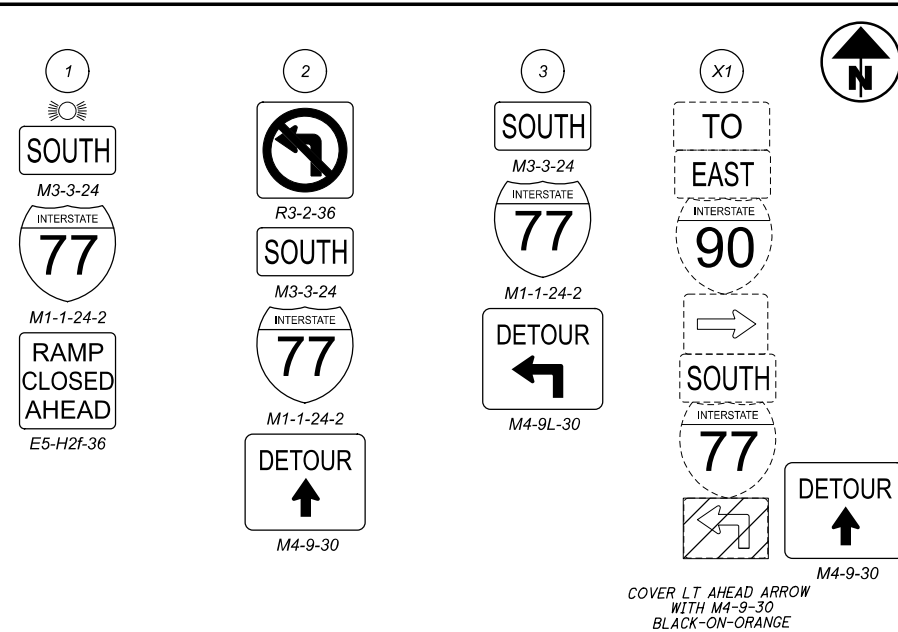 1
SOUTH
M3-3-24
INTERSTATE
77
M1-1-24-2
RAMP
CLOSED
AHEAD
E5-H2f-36
2
R3-2-36
SOUTH
M3-3-24
INTERSTATE
77
M1-1-24-2
DETOUR
M4-9-30
3
SOUTH
M3-3-24
INTERSTATE
77
M1-1-24-2
DETOUR
M4-9L-30
X1
TO
EAST
INTERSTATE
90
SOUTH
INTERSTATE
77
COVER LT AHEAD ARROW
WITH M4-9-30
BLACK-ON-ORANGE
DETOUR
M4-9-30
N